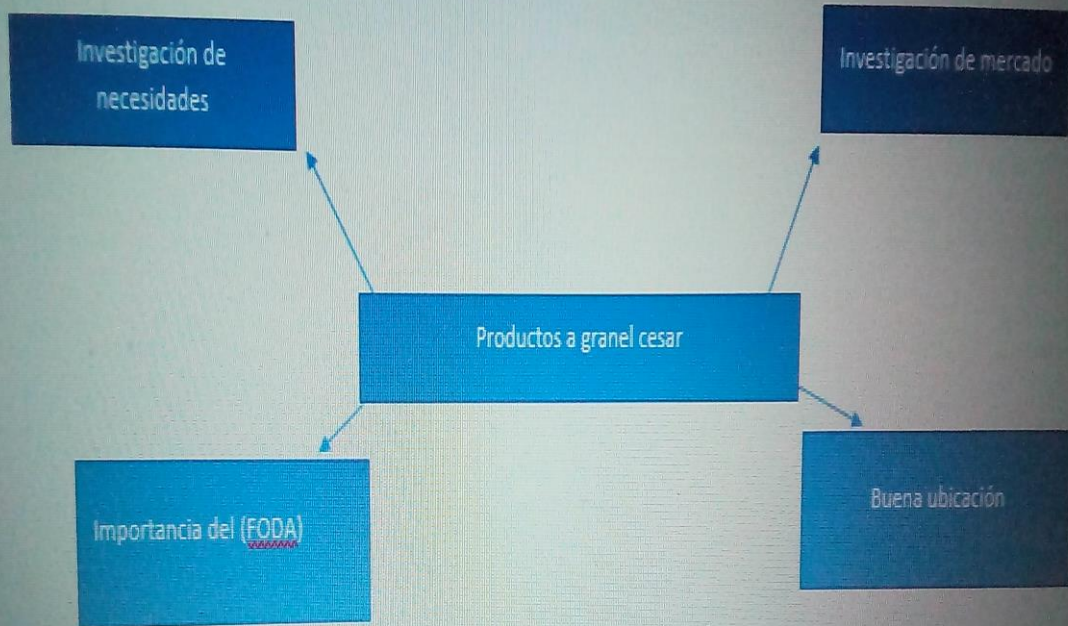 Investigación de
necesidades
Investigación de mercado
Productos a granel cesar
Importancia del (FODA)
Buena ubicación